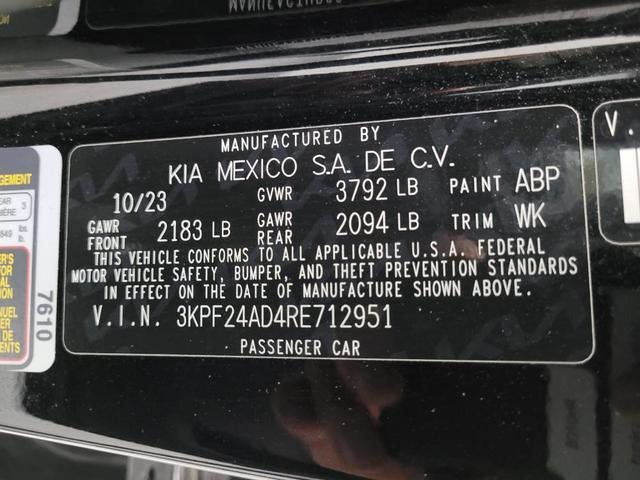 MANUFACTURED BY
KIA MEXICO S.A. DE C.V.
10/23 GVWR 3792 LB PAINT ABP
GAWR FRONT 2183 LB GAWR REAR 2094 LB TRIM WK
THIS VEHICLE CONFORMS TO ALL APPLICABLE U.S.A. FEDERAL
MOTOR VEHICLE SAFETY, BUMPER, AND THEFT PREVENTION STANDARDS
IN EFFECT ON THE DATE OF MANUFACTURE SHOWN ABOVE.
V.I.N. 3KPF24AD4RE712951
PASSENGER CAR
7610
3
lbs.
V.